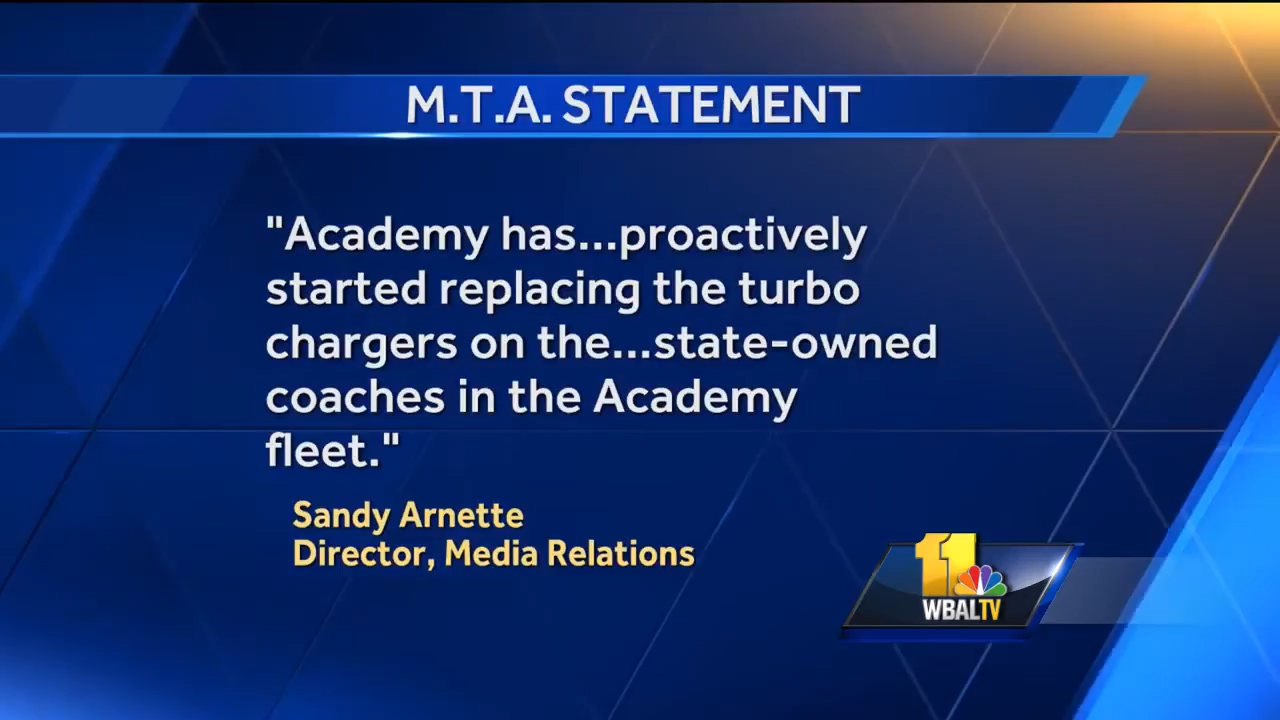 M.T.A. STATEMENT
"Academy has...proactively
started replacing the turbo
chargers on the...state-owned
coaches in the Academy
fleet."
Sandy Arnette
Director, Media Relations
11
WBALTV